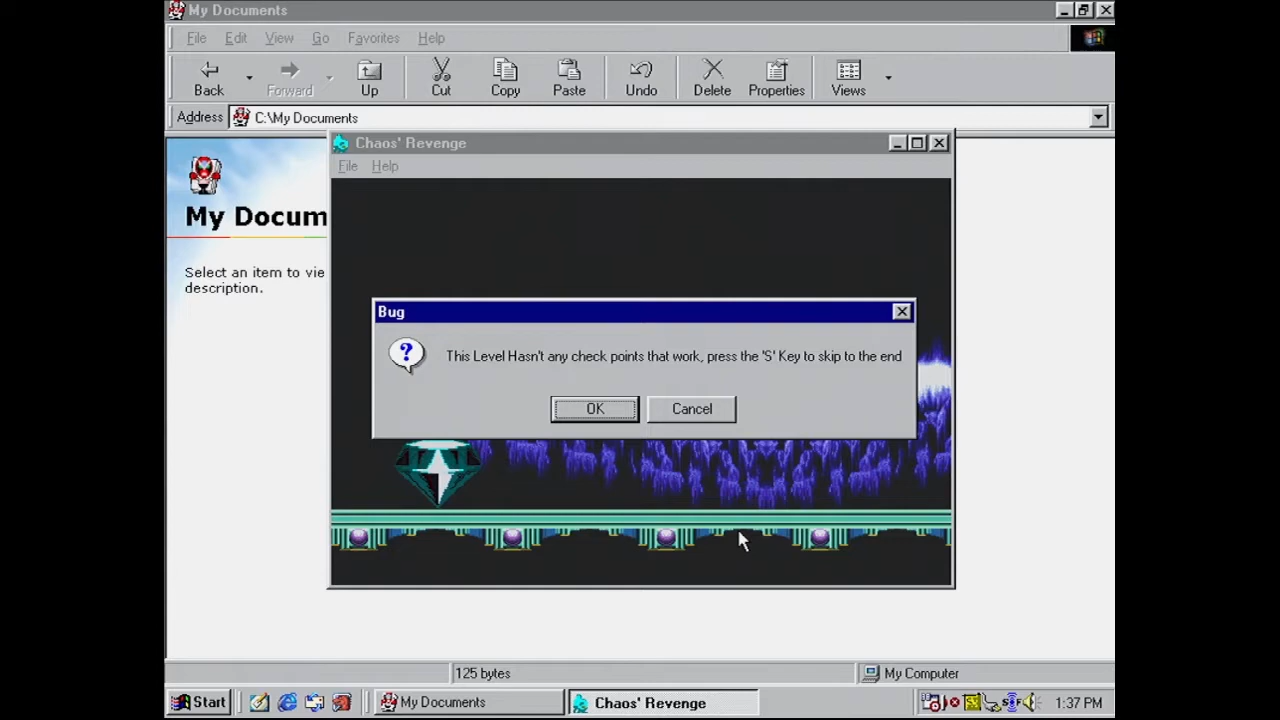 My Documents
File Edit View Go Favorites Help
Back Forward Up Cut Copy Paste Undo Delete Properties Views
Address C:\My Documents
Chaos' Revenge
File Help
My Docum
Select an item to vie
description.
Bug
This Level Hasn't any check points that work, press the 'S' Key to skip to the end
OK Cancel
125 bytes My Computer
Start My Documents Chaos' Revenge 1:37 PM